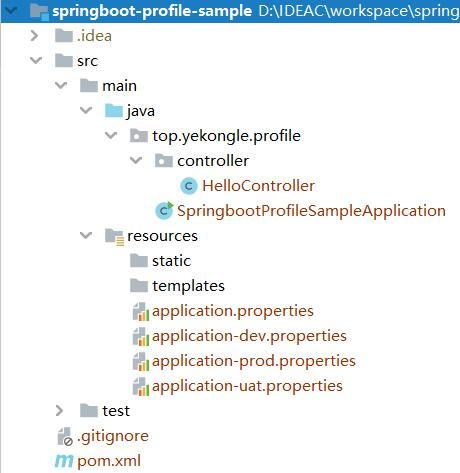 springboot-profile-sample D:\IDEAC\workspace\spring
.idea
src
main
java
top.yekongle.profile
controller
HelloController
SpringbootProfileSampleApplication
resources
static
templates
application.properties
application-dev.properties
application-prod.properties
application-uat.properties
test
.gitignore
pom.xml